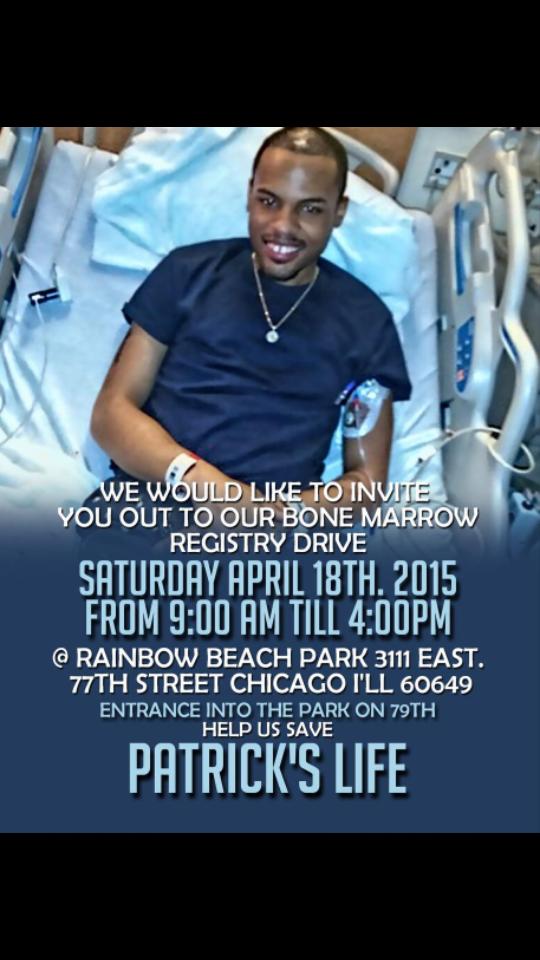 WE WOULD LIKE TO INVITE
YOU OUT TO OUR BONE MARROW
REGISTRY DRIVE
SATURDAY APRIL 18TH. 2015
FROM 9:00 AM TILL 4:00PM
@ RAINBOW BEACH PARK 3111 EAST.
77TH STREET CHICAGO I'LL 60649
ENTRANCE INTO THE PARK ON 79TH
HELP US SAVE
PATRICK'S LIFE